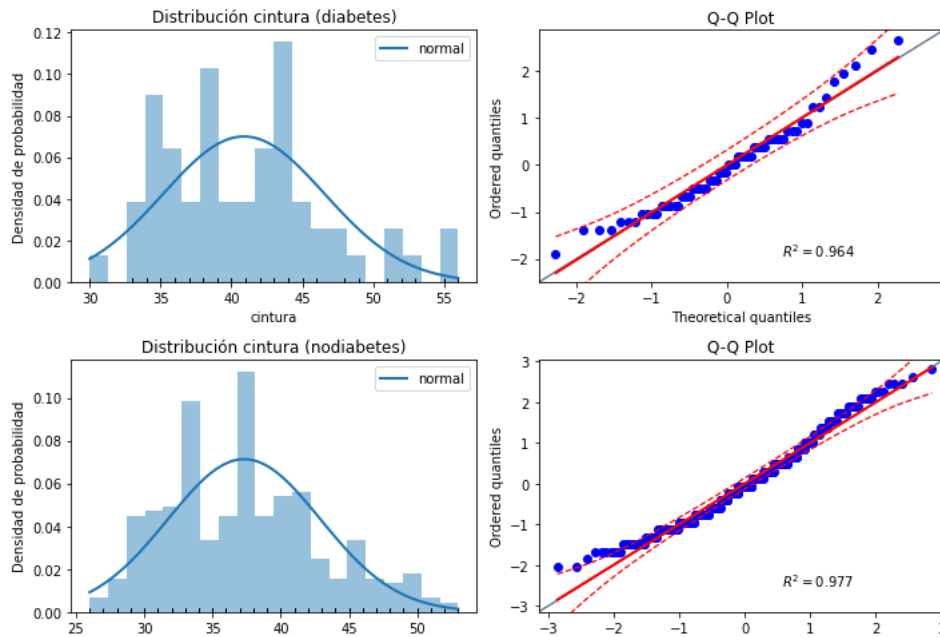 Distribución cintura (diabetes)
normal
Densidad de probabilidad
0.12
0.10
0.08
0.06
0.04
0.02
0.00
30 35 40 45 50 55
cintura
Q-Q Plot
Ordered quantiles
2
1
0
−1
−2
R² = 0.964
−2 −1 0 1 2
Theoretical quantiles
Distribución cintura (nodiabetes)
normal
Densidad de probabilidad
0.10
0.08
0.06
0.04
0.02
0.00
25 30 35 40 45 50
Q-Q Plot
Ordered quantiles
3
2
1
0
−1
−2
−3
R² = 0.977
−3 −2 −1 0 1 2 3